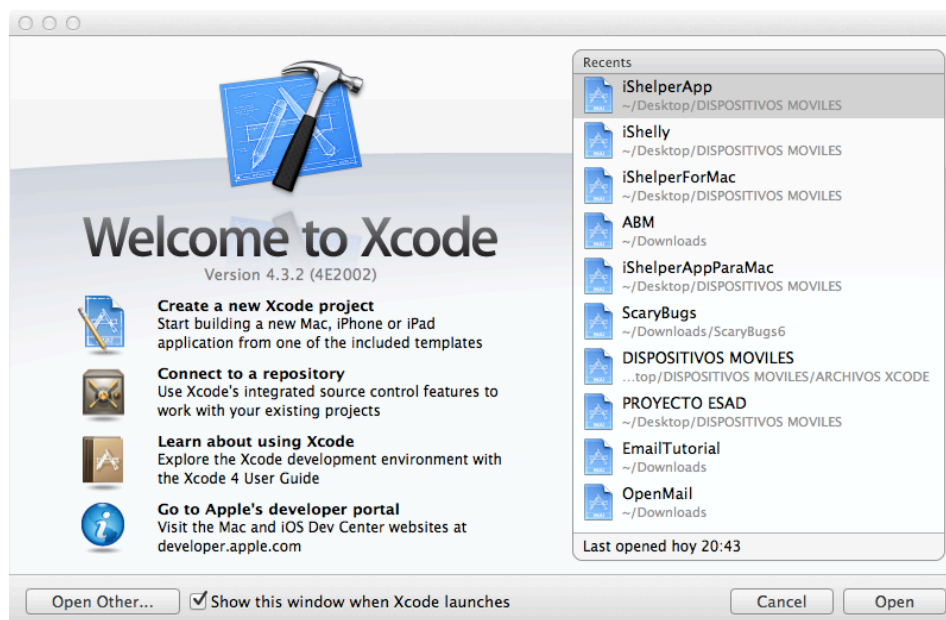 Welcome to Xcode
Version 4.3.2 (4E2002)
Create a new Xcode project
Start building a new Mac, iPhone or iPad
application from one of the included templates
Connect to a repository
Use Xcode's integrated source control features to
work with your existing projects
Learn about using Xcode
Explore the Xcode development environment with
the Xcode 4 User Guide
Go to Apple's developer portal
Visit the Mac and iOS Dev Center websites at
developer.apple.com
Recents
iShelperApp
~/Desktop/DISPOSITIVOS MOVILES
iShelly
~/Desktop/DISPOSITIVOS MOVILES
iShelperForMac
~/Desktop/DISPOSITIVOS MOVILES
ABM
~/Downloads
iShelperAppParaMac
~/Desktop/DISPOSITIVOS MOVILES
ScaryBugs
~/Downloads/ScaryBugs6
DISPOSITIVOS MOVILES
...top/DISPOSITIVOS MOVILES/ARCHIVOS XCODE
PROYECTO ESAD
~/Desktop/DISPOSITIVOS MOVILES
EmailTutorial
~/Downloads
OpenMail
~/Downloads
Last opened hoy 20:43
Open Other...
Show this window when Xcode launches
Cancel
Open